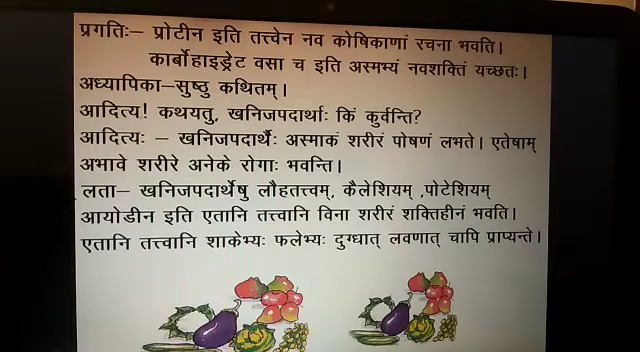 प्रगतिः– प्रोटीन इति तत्त्वेन नव कोषिकाणां रचना भवति।
कार्बोहाइड्रेट वसा च इति अस्मभ्यं नवशक्तिं यच्छतः।
अध्यापिका–सुष्ठु कथितम्।
आदित्य! कथयतु, खनिजपदार्थाः किं कुर्वन्ति?
आदित्यः – खनिजपदार्थैः अस्माकं शरीरं पोषणं लभते। एतेषाम्
अभावे शरीरे अनेके रोगाः भवन्ति।
लता– खनिजपदार्थेषु लौहतत्त्वम्, कैलेशियम् ,पोटेशियम्
आयोडीन इति एतानि तत्त्वानि विना शरीरं शक्तिहीनं भवति।
एतानि तत्त्वानि शाकेभ्यः फलेभ्यः दुग्धात् लवणात् चापि प्राप्यन्ते।